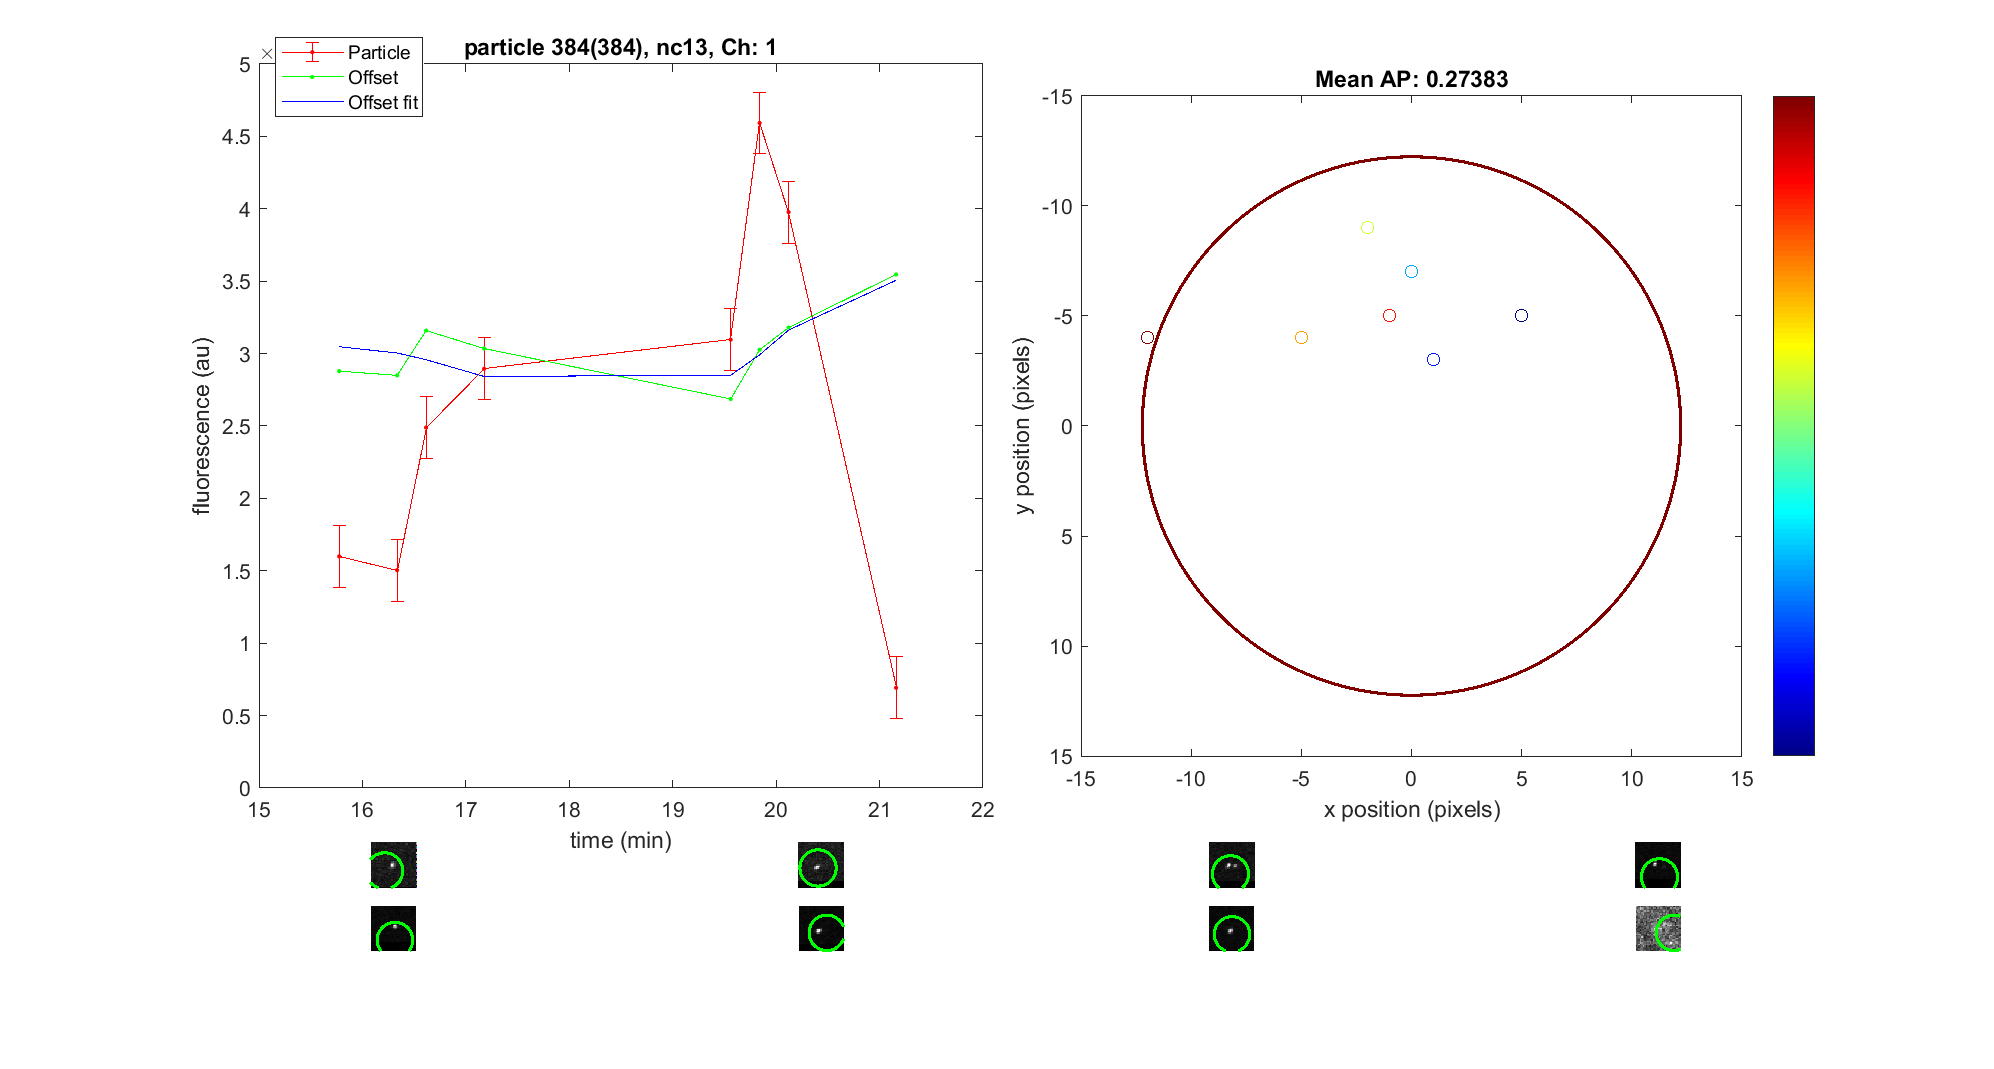 particle 384(384), nc13, Ch: 1
×
Particle
Offset
Offset fit
5
4.5
4
3.5
3
2.5
2
1.5
1
0.5
0
fluorescence (au)
15 16 17 18 19 20 21 22
time (min)
Mean AP: 0.27383
-15
-10
-5
0
5
10
15
y position (pixels)
-15 -10 -5 0 5 10 15
x position (pixels)